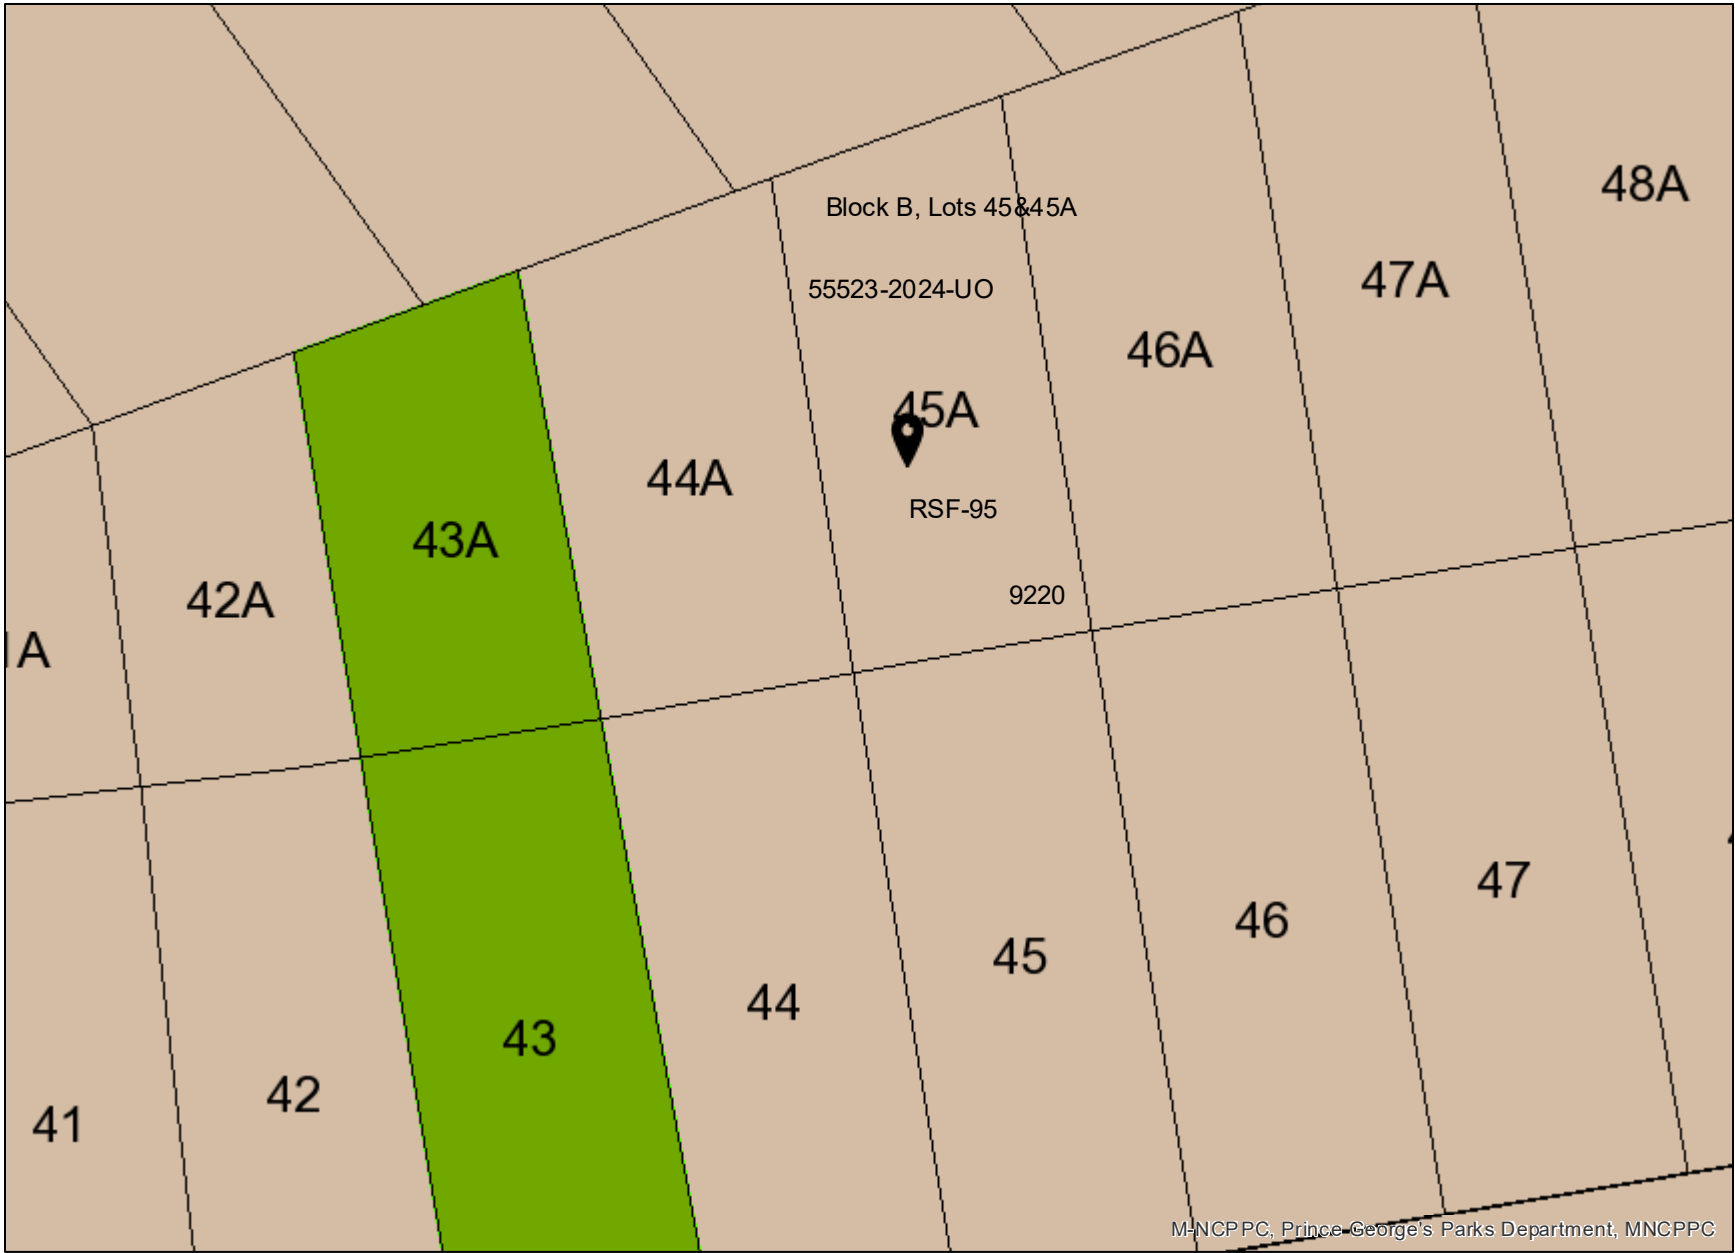 48A
Block B, Lots 45&45A
47A
55523-2024-UO
46A
45A
44A
RSF-95
43A
9220
42A
1A
47
46
45
44
43
42
41
M-NCPPC, Prince George's Parks Department, MNCPPC